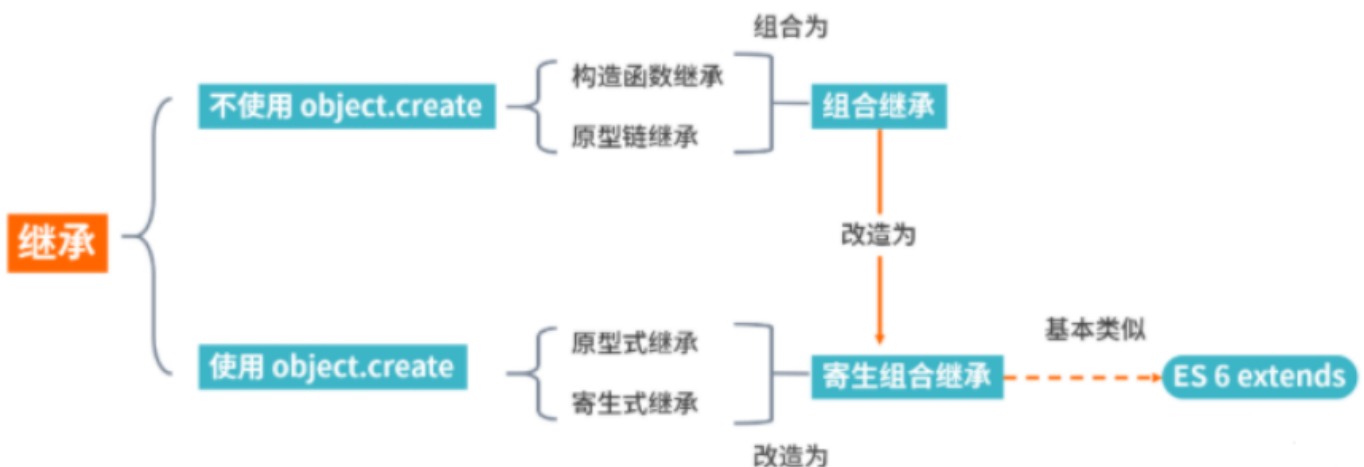 组合为
构造函数继承
不使用 object.create
组合继承
原型链继承
继承
改造为
原型式继承
基本类似
使用 object.create
寄生组合继承
ES 6 extends
寄生式继承
改造为